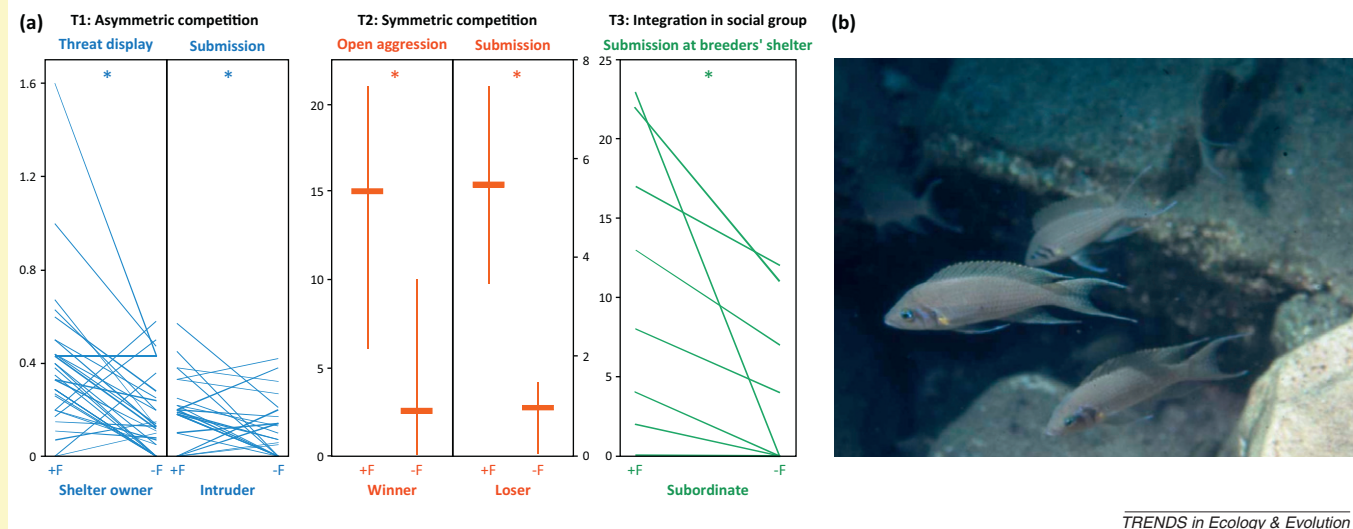 (a)
T1: Asymmetric competition
T2: Symmetric competition
T3: Integration in social group
(b)
Threat display
Submission
Open aggression
Submission
Submission at breeders' shelter
1.6
1.2
0.8
0.4
0
*
*
+F
-F
+F
-F
Shelter owner
Intruder
20
15
10
5
0
*
*
8
6
4
2
0
+F
-F
+F
-F
Winner
Loser
25
20
15
10
5
0
*
+F
-F
Subordinate
TRENDS in Ecology & Evolution